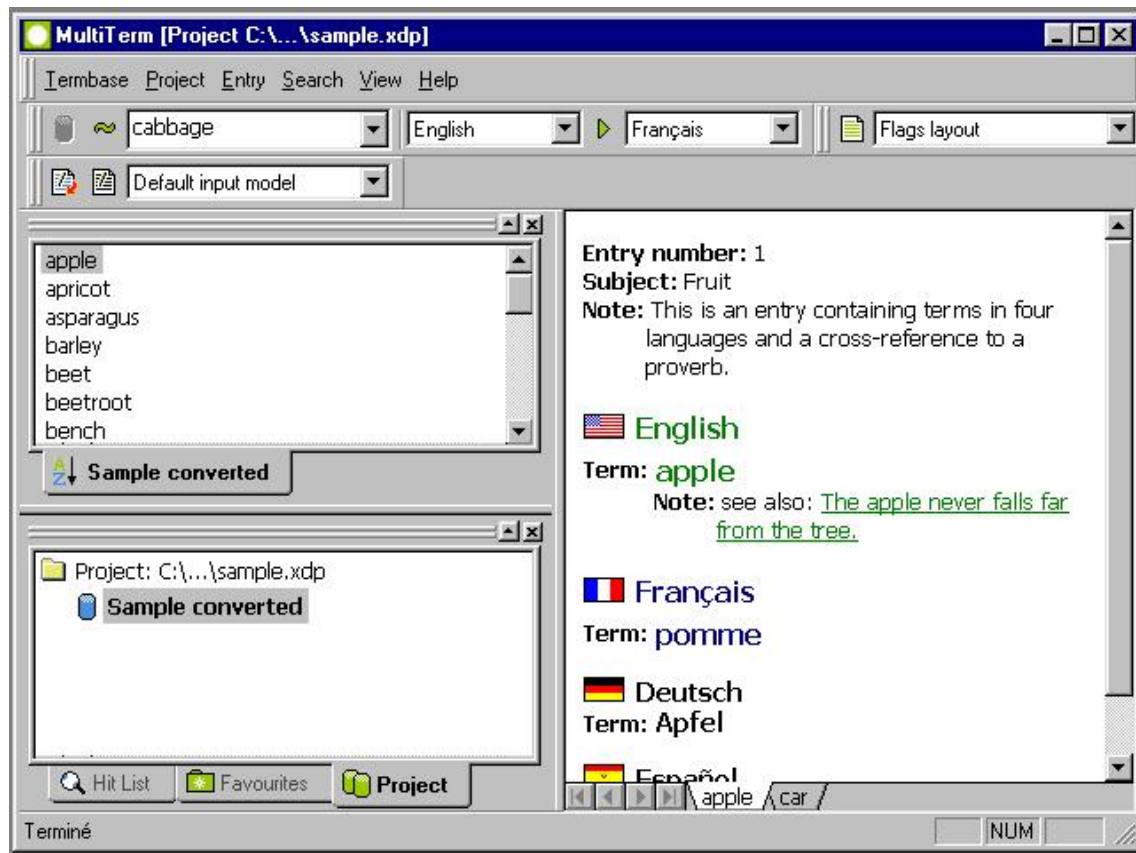 MultiTerm [Project C:\...\sample.xdp]
Termbase Project Entry Search View Help
cabbage English Français Flags layout
Default input model
apple
apricot
asparagus
barley
beet
beetroot
bench
Sample converted
Project: C:\...\sample.xdp
Sample converted
Hit List Favourites Project
Entry number: 1
Subject: Fruit
Note: This is an entry containing terms in four
languages and a cross-reference to a
proverb.
English
Term: apple
Note: see also: The apple never falls far
from the tree.
Français
Term: pomme
Deutsch
Term: Apfel
Español
apple car
Terminé NUM